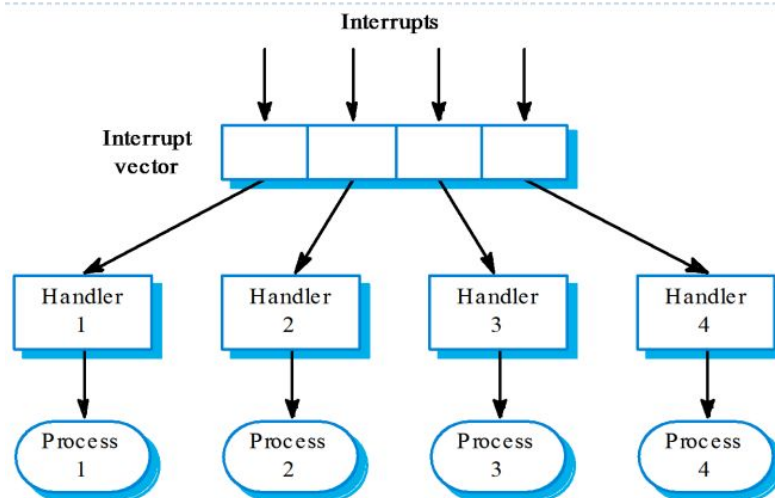 Interrupts
Interrupt
vector
Handler
1
Handler
2
Handler
3
Handler
4
Process
1
Process
2
Process
3
Process
4